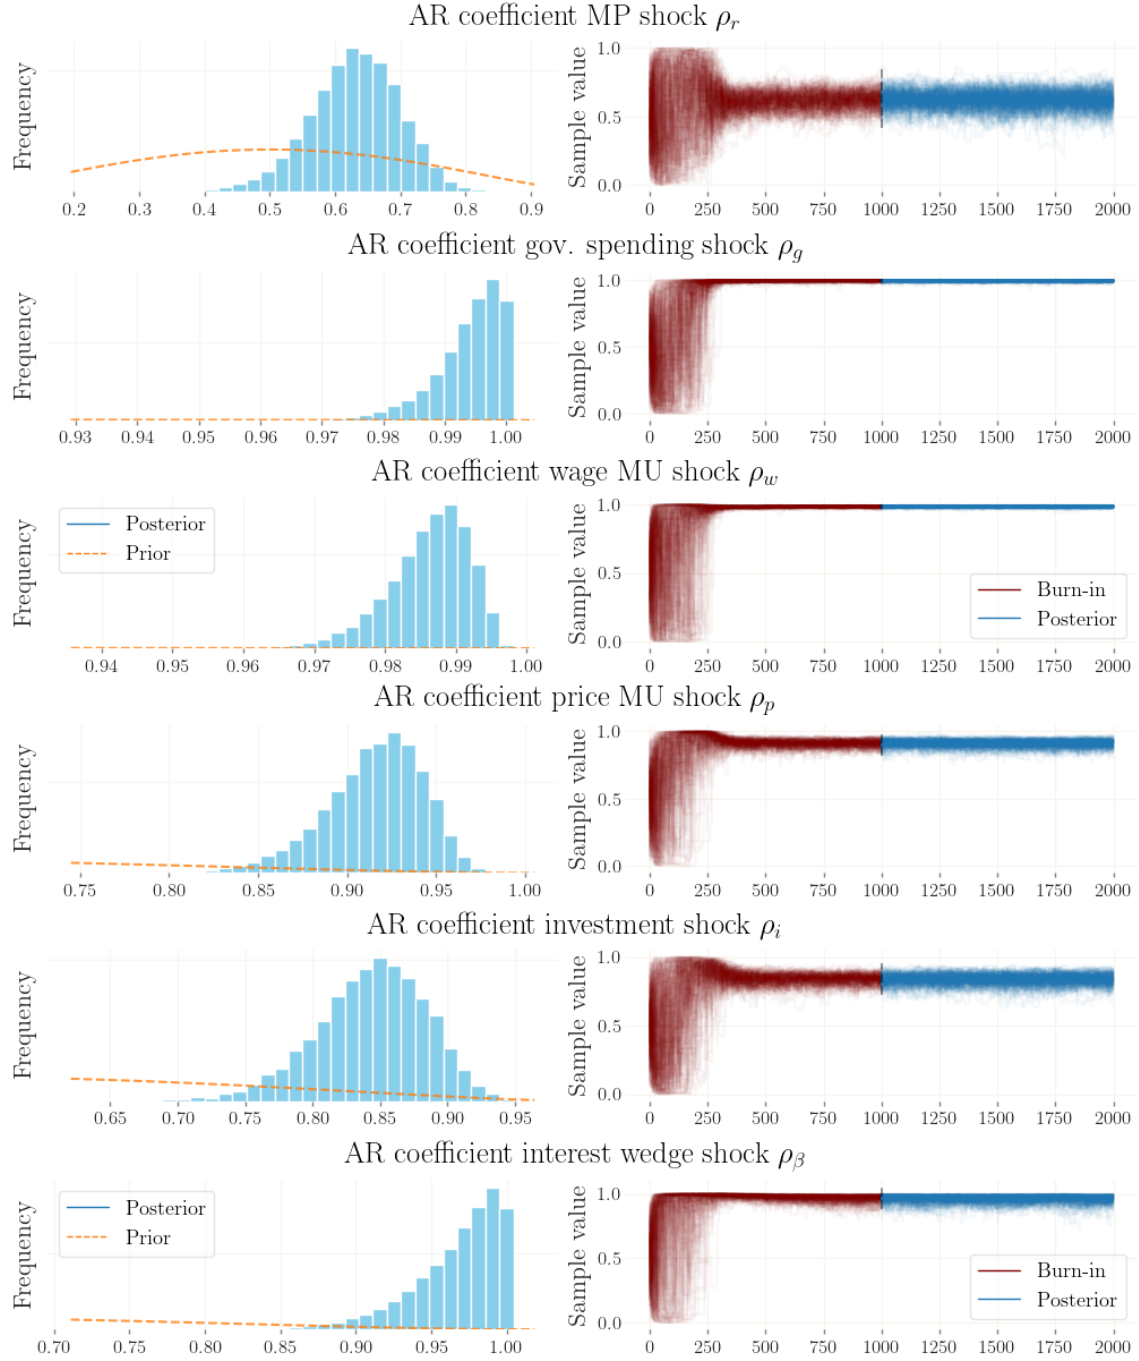 AR coefficient MP shock ρ_r
Frequency
0.2 0.3 0.4 0.5 0.6 0.7 0.8 0.9
Sample value
1.0
0.5
0.0
0 250 500 750 1000 1250 1500 1750 2000
AR coefficient gov. spending shock ρ_g
Frequency
0.93 0.94 0.95 0.96 0.97 0.98 0.99 1.00
Sample value
1.0
0.5
0.0
0 250 500 750 1000 1250 1500 1750 2000
AR coefficient wage MU shock ρ_w
Frequency
Posterior
Prior
0.94 0.95 0.96 0.97 0.98 0.99 1.00
Sample value
1.0
0.5
0.0
Burn-in
Posterior
0 250 500 750 1000 1250 1500 1750 2000
AR coefficient price MU shock ρ_p
Frequency
0.75 0.80 0.85 0.90 0.95 1.00
Sample value
1.0
0.5
0.0
0 250 500 750 1000 1250 1500 1750 2000
AR coefficient investment shock ρ_i
Frequency
0.65 0.70 0.75 0.80 0.85 0.90 0.95
Sample value
1.0
0.5
0.0
0 250 500 750 1000 1250 1500 1750 2000
AR coefficient interest wedge shock ρ_β
Frequency
Posterior
Prior
0.70 0.75 0.80 0.85 0.90 0.95 1.00
Sample value
1.0
0.5
0.0
Burn-in
Posterior
0 250 500 750 1000 1250 1500 1750 2000